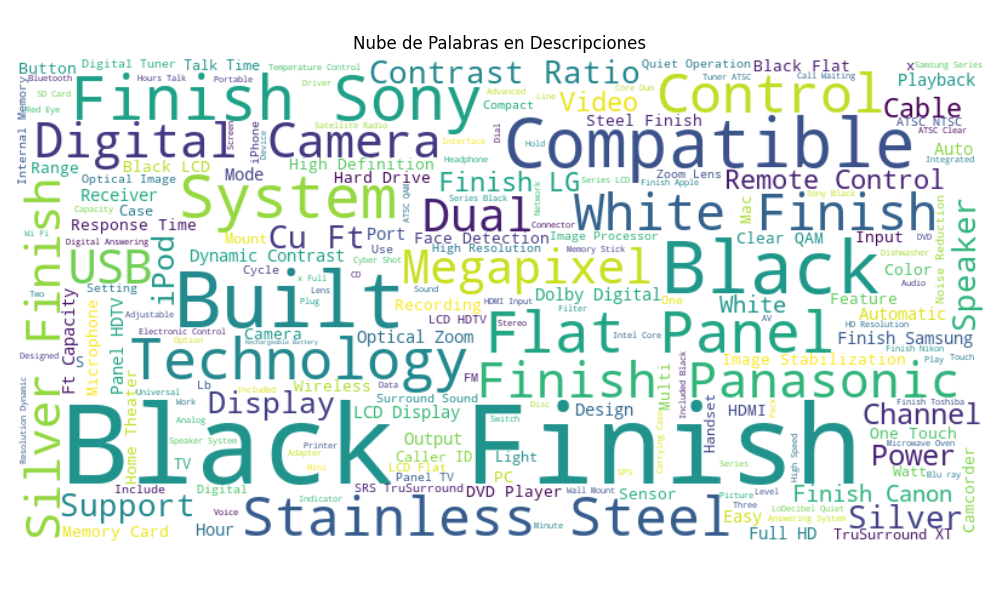 Nube de Palabras en Descripciones
Button
Digital Tuner
Talk Time
Temperature Control
Contrast Ratio
Quiet Operation
Black Flat
x
Samsung Series
Bluetooth
Hours Talk
Portable
Driver
Advanced
Core Duo
Tuner ATSC
Call Waiting
Playback
SD Card
Finish Sony
Line
Compact
Video
Control
Cable
Red Eye
Internal Memory
Satellite Radio
Steel Finish
ATSC NTSC
ATSC Clear
Digital
Screen
iPhone
Device
Camera
Interface
Dial
Compatible
Hold
Auto
Integrated
Range
Black LCD
High Definition
Headphone
Zoom Lens
Optical Image
Mode
Hard Drive
Finish LG
Series LCD
Finish Apple
Remote Control
Receiver
System
ATSC QAM
Series Black
Network
Sony Black
Capacity
Case
Dual
White Finish
Mac
Response Time
Connector
Wi Fi
Cu Ft
Port
Face Detection
Image Processor
Clear QAM
Input
DVD
Noise Reduction
Speaker
Digital Answering
Mount
Use
High Resolution
Memory Stick
Dishwasher
Silver Finish
USB
iPod
Dynamic Contrast
Cyber Shot
Megapixel
Black
Color
Audio
Two
Setting
Cycle
x Full
CD
Lens
Sound
Dolby Digital
One
White
Feature
Plug
Recording
HDMI Input
Ft Capacity
Microphone
Panel HDTV
Adjustable
Built
LCD HDTV
Filter
AV
Automatic
HD Resolution
Electronic Control
Camera
Optical Zoom
Stereo
Flat Panel
Intel Core
Finish Samsung
Designed
S
Option
Rechargeable Battery
Finish Nikon
Technology
Image Stabilization
Play
Touch
Resolution Dynamic
Home Theater
Universal
Lb
Included
Wireless
Data
FM
Finish Panasonic
Multi
Included Black
Work
Display
Surround Sound
Disc
Design
Handset
HDMI
Pack
Finish Toshiba
Analog
LCD Display
Switch
Channel
Black Finish
Speaker System
Output
Carrying Case
One Touch
TV
Printer
Caller ID
Light
High Speed
Power
Microwave Oven
Adapter
LCD Flat
Mini
Panel TV
PC
GPS
Series
Watt
Blu ray
Include
Digital
SRS TruSurround
DVD Player
Wall Mount
Sensor
Picture
Level
Finish Canon
Camcorder
Support
Indicator
Three
LoDecibel Quiet
Voice
Stainless Steel
Easy
Answering System
Silver
Memory Card
Hour
Minute
Full HD
TruSurround XT